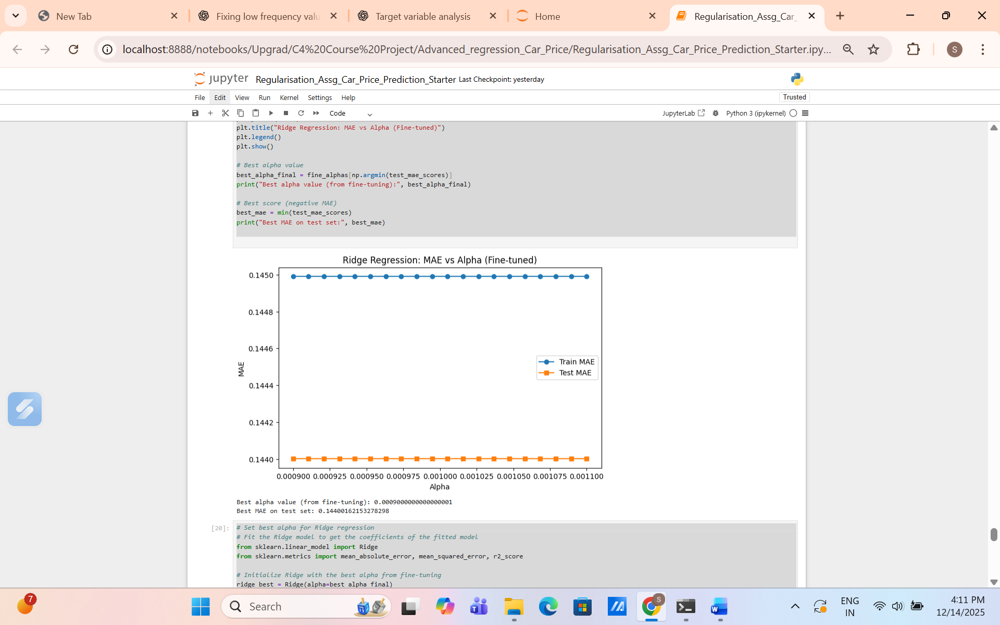 New Tab
Fixing low frequency valu
Target variable analysis
Home
Regularisation_Assg_Car_
localhost:8888/notebooks/Upgrad/C4%20Course%20Project/Advanced_regression_Car_Price/Regularisation_Assg_Car_Price_Prediction_Starter.ipy...
S
jupyter Regularisation_Assg_Car_Price_Prediction_Starter Last Checkpoint: yesterday
File Edit View Run Kernel Settings Help
Trusted
Code
JupyterLab
Python 3 (ipykernel)
plt.title("Ridge Regression: MAE vs Alpha (Fine-tuned)")
plt.legend()
plt.show()
# Best alpha value
best_alpha_final = fine_alphas[np.argmin(test_mae_scores)]
print("Best alpha value (from fine-tuning):", best_alpha_final)
# Best score (negative MAE)
best_mae = min(test_mae_scores)
print("Best MAE on test set:", best_mae)
Ridge Regression: MAE vs Alpha (Fine-tuned)
0.1450
0.1448
0.1446
0.1444
0.1442
0.1440
MAE
Train MAE
Test MAE
0.000900 0.000925 0.000950 0.000975 0.001000 0.001025 0.001050 0.001075 0.001100
Alpha
Best alpha value (from fine-tuning): 0.0009000000000000001
Best MAE on test set: 0.14400162153278298
[20]:
# Set best alpha for Ridge regression
# Fit the Ridge model to get the coefficients of the fitted model
from sklearn.linear_model import Ridge
from sklearn.metrics import mean_absolute_error, mean_squared_error, r2_score
# Initialize Ridge with the best alpha from fine-tuning
ridge_best = Ridge(alpha=best_alpha_final)
7
Search
S
ENG
IN
4:11 PM
12/14/2025